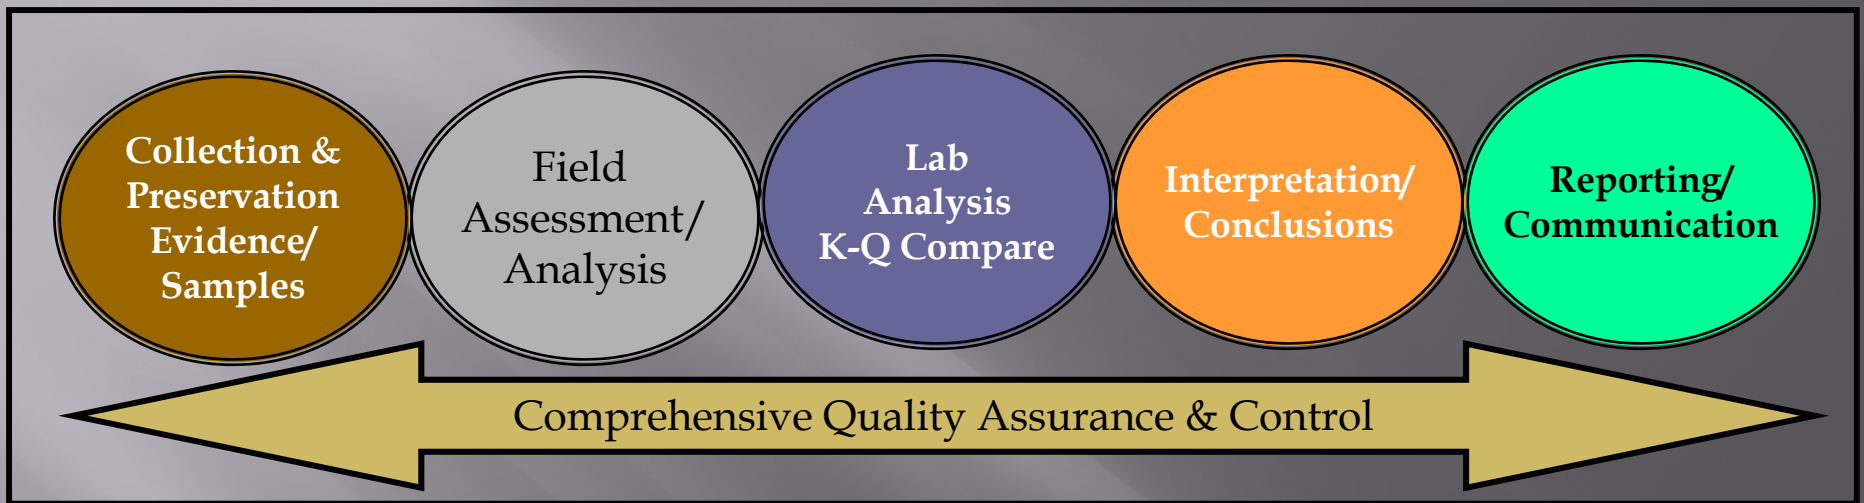 Collection &
Preservation
Evidence/
Samples
Field
Assessment/
Analysis
Lab
Analysis
K-Q Compare
Interpretation/
Conclusions
Reporting/
Communication
Comprehensive Quality Assurance & Control